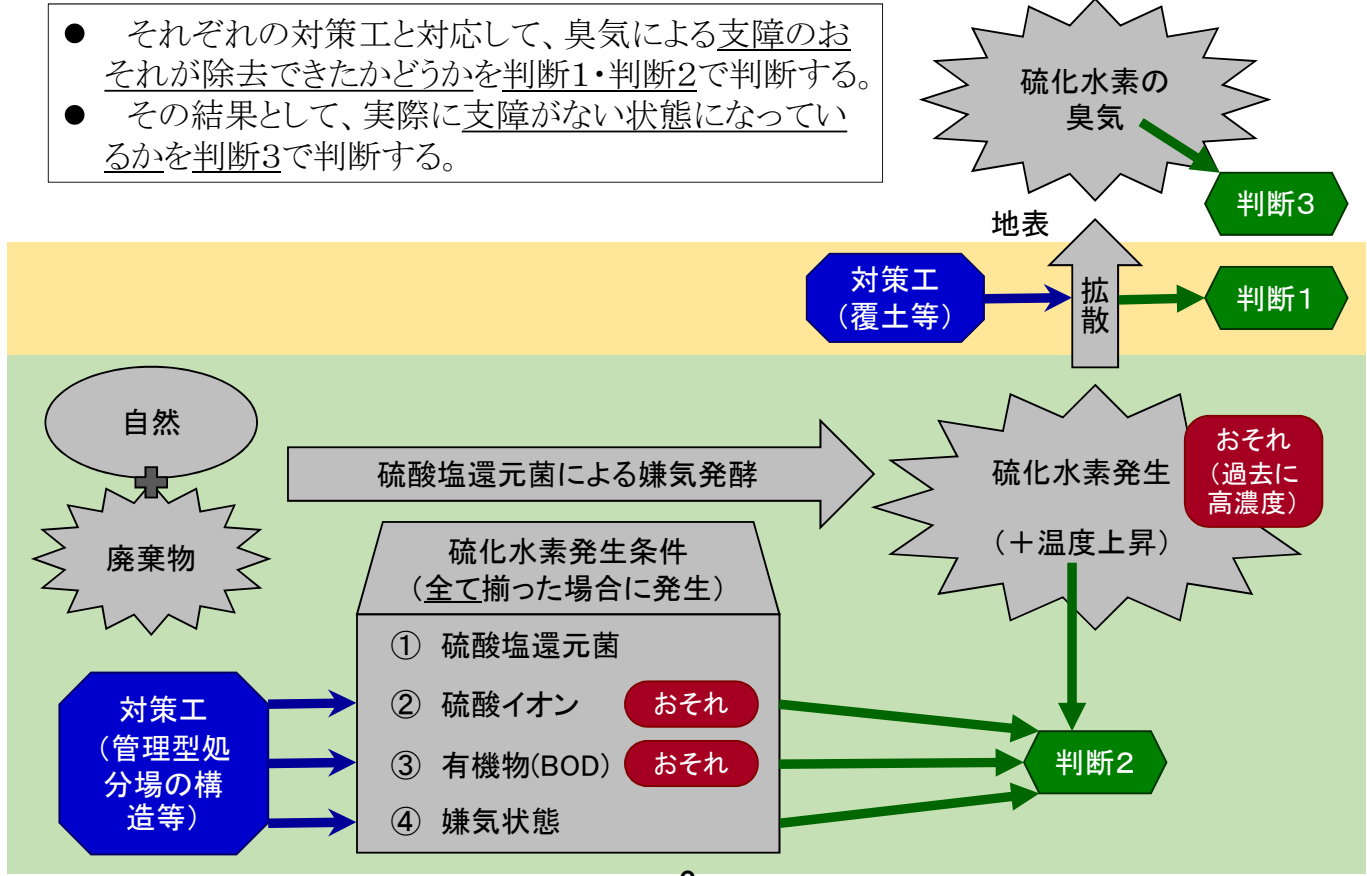 ● それぞれの対策工と対応して、臭気による支障のお
それが除去できたかどうかを判断1・判断2で判断する。
● その結果として、実際に支障がない状態になってい
るかを判断3で判断する。
硫化水素の
臭気
判断3
地表
対策工
（覆土等）
拡
散
判断1
自然
廃棄物
硫酸塩還元菌による嫌気発酵
硫化水素発生
（＋温度上昇）
おそれ
（過去に
高濃度）
硫化水素発生条件
（全て揃った場合に発生）
① 硫酸塩還元菌
② 硫酸イオン おそれ
③ 有機物(BOD) おそれ
④ 嫌気状態
対策工
（管理型処
分場の構
造等）
判断2